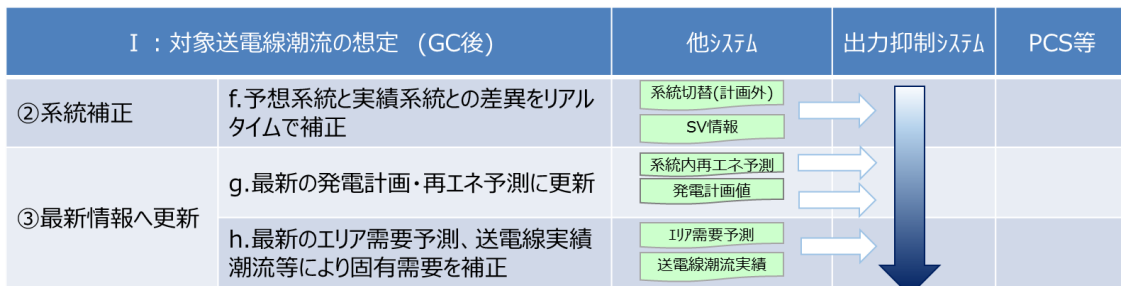 Ⅰ：対象送電線潮流の想定 (GC後)
他ｼｽﾃﾑ
出力抑制ｼｽﾃﾑ
PCS等
②系統補正
f.予想系統と実績系統との差異をリアル
タイムで補正
系統切替(計画外)
SV情報
③最新情報へ更新
g.最新の発電計画・再エネ予測に更新
系統内再エネ予測
発電計画値
h.最新のエリア需要予測、送電線実績
潮流等により固有需要を補正
ｴﾘｱ需要予測
送電線潮流実績